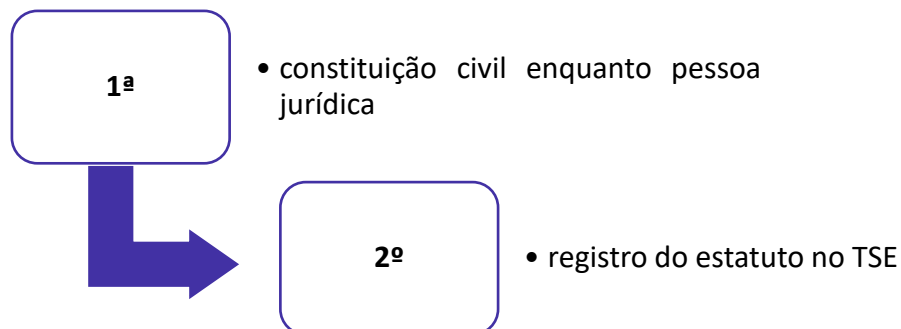 1ª
• constituição civil enquanto pessoa
jurídica
2º
• registro do estatuto no TSE